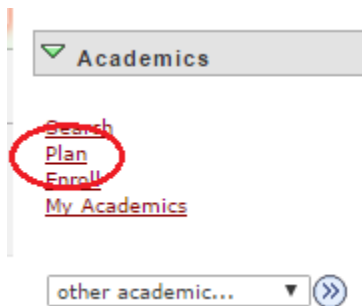 Academics
Search
Plan
Enroll
My Academics
other academic...